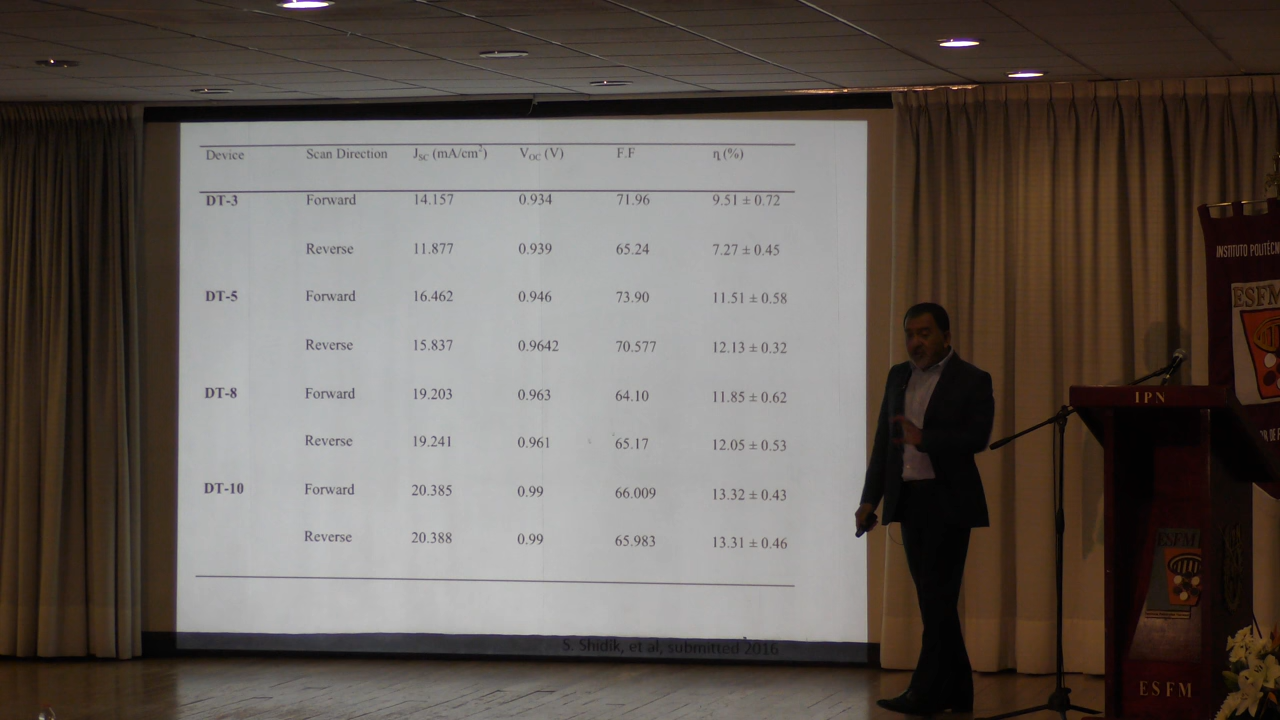 Device Scan Direction J_SC (mA/cm²) V_OC (V) F.F η (%)
DT-3 Forward 14.157 0.934 71.96 9.51 ± 0.72
Reverse 11.877 0.939 65.24 7.27 ± 0.45
DT-5 Forward 16.462 0.946 73.90 11.51 ± 0.58
Reverse 15.837 0.9642 70.577 12.13 ± 0.32
DT-8 Forward 19.203 0.963 64.10 11.85 ± 0.62
Reverse 19.241 0.961 65.17 12.05 ± 0.53
DT-10 Forward 20.385 0.99 66.009 13.32 ± 0.43
Reverse 20.388 0.99 65.983 13.31 ± 0.46
S. Shidik, et al, submitted 2016
INSTITUTO POLITÉCN
ESFM
IPN
ESFM
ESFM